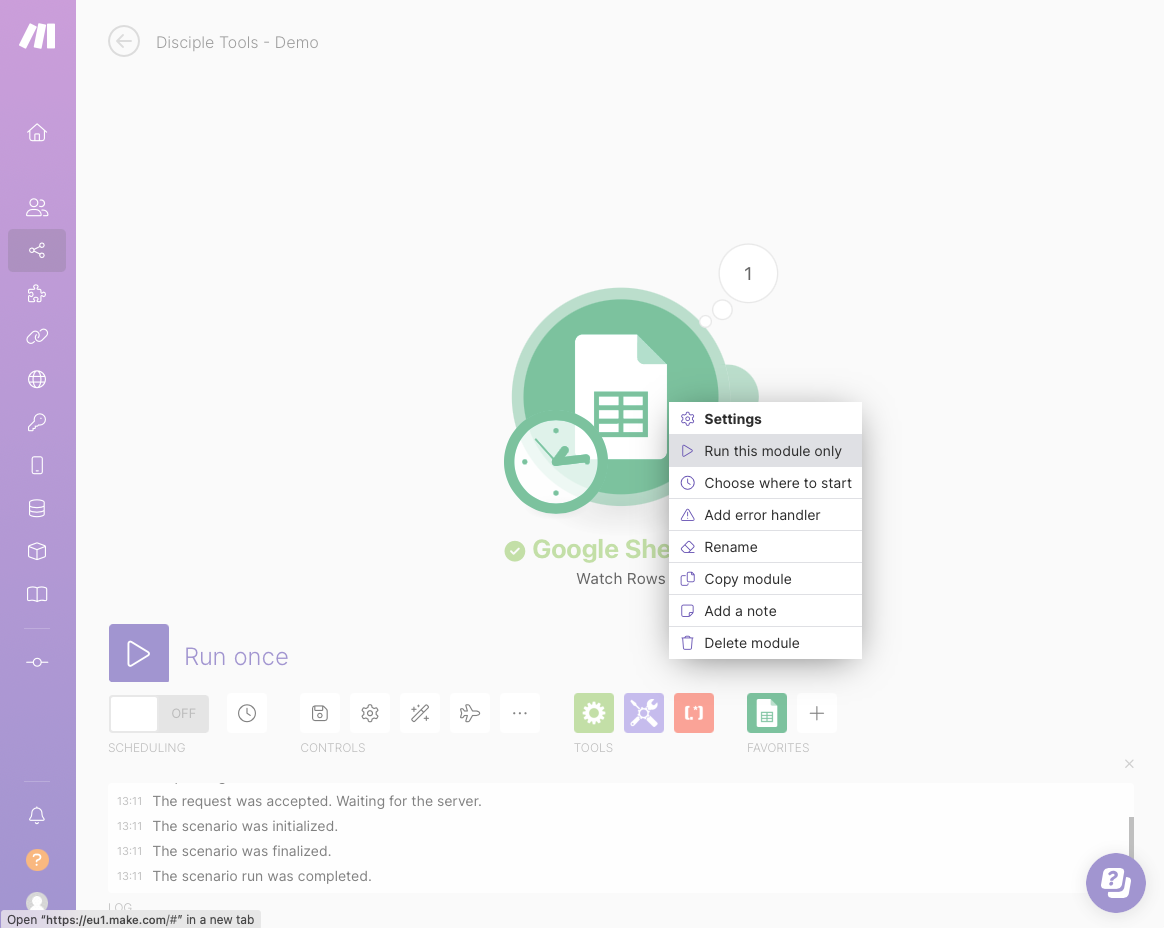 Disciple Tools - Demo
1
Settings
Run this module only
Choose where to start
Add error handler
Rename
Copy module
Add a note
Delete module
Google She
Watch Rows
Run once
OFF
SCHEDULING
CONTROLS
TOOLS
FAVORITES
13:11 The request was accepted. Waiting for the server.
13:11 The scenario was initialized.
13:11 The scenario was finalized.
13:11 The scenario run was completed.
LOG
Open “https://eu1.make.com/#” in a new tab